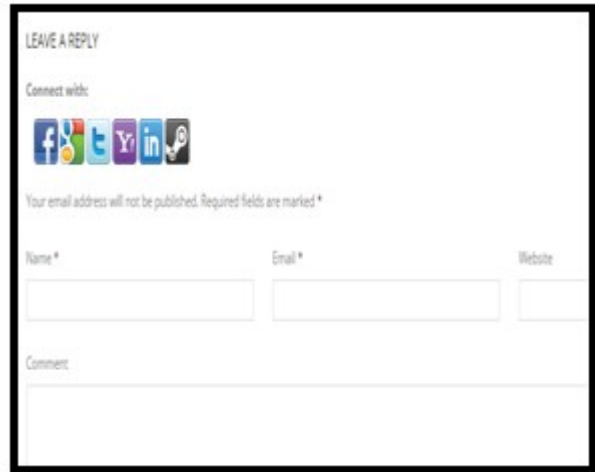 LEAVE A REPLY
Connect with:
f g t Y! in
Your email address will not be published. Required fields are marked *
Name * Email * Website
Comment